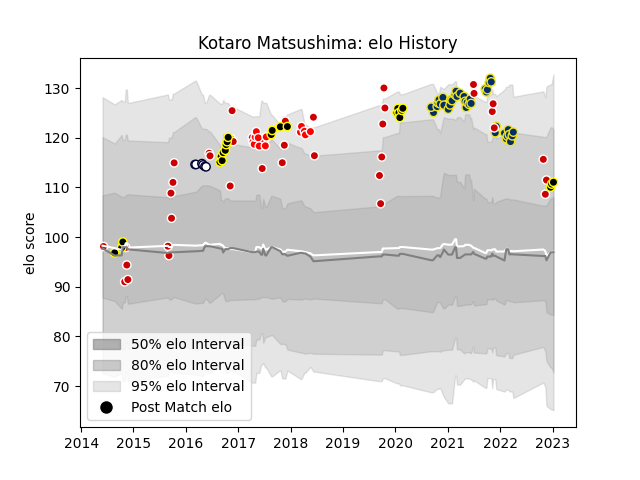 Kotaro Matsushima: elo History
elo score
130
120
110
100
90
80
70
50% elo Interval
80% elo Interval
95% elo Interval
Post Match elo
2014 2015 2016 2017 2018 2019 2020 2021 2022 2023